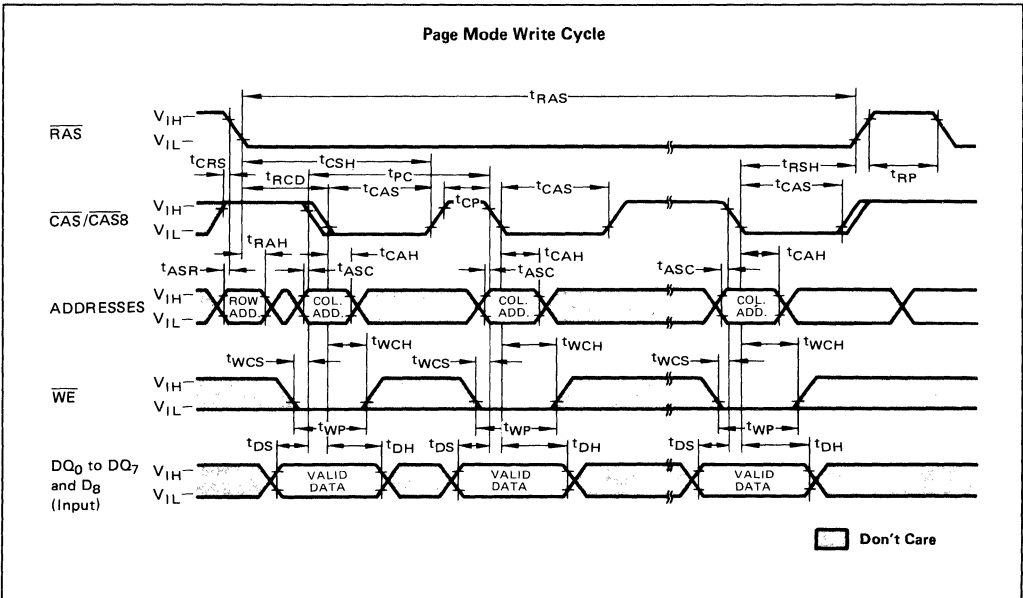 Page Mode Write Cycle
tRAS
RAS
VIH
VIL
tCRS
tCSH
tRSH
tRCD
tPC
tRP
tCAS
tCAS
tCAS
CAS/CAS8
VIH
VIL
tCP
tRAH
tCAH
tCAH
tCAH
tASR
tASC
tASC
tASC
ADDRESSES
VIH
VIL
ROW
ADD.
COL.
ADD.
COL.
ADD.
COL.
ADD.
tWCH
tWCH
tWCH
tWCS
tWCS
tWCS
WE
VIH
VIL
tWP
tWP
tWP
tDS
tDH
tDS
tDH
tDS
tDH
DQ0 to DQ7
and D8
(Input)
VIH
VIL
VALID
DATA
VALID
DATA
VALID
DATA
Don't Care